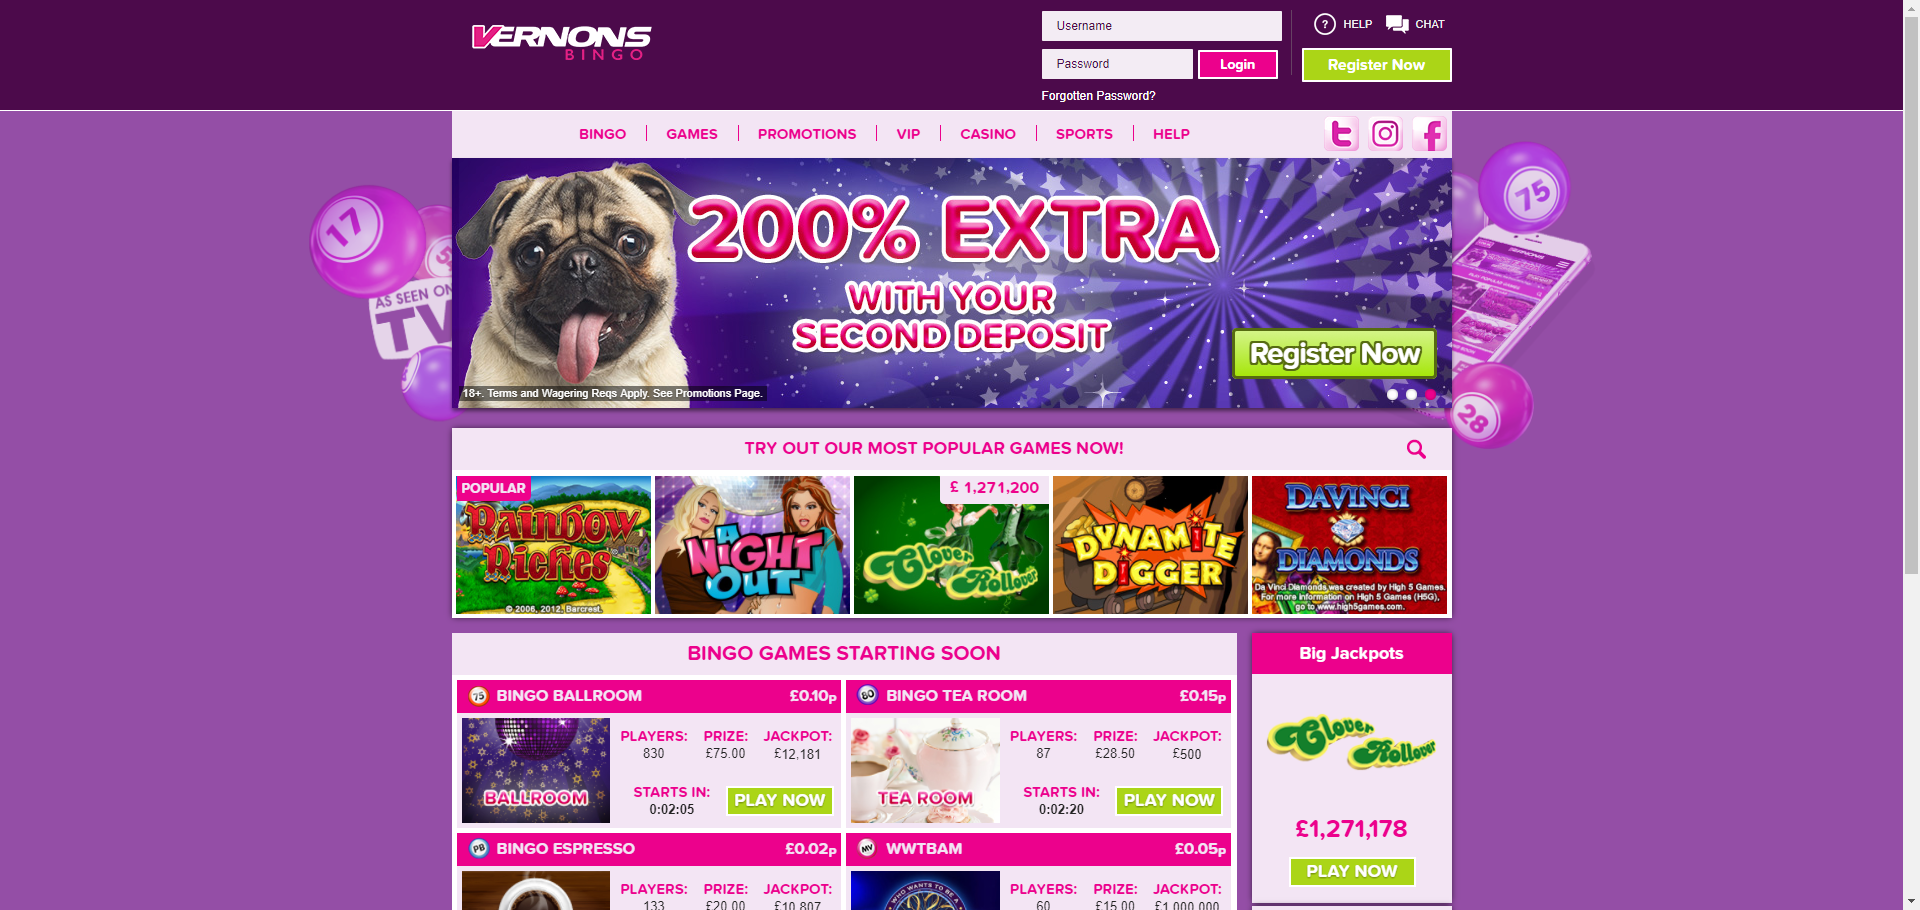 VERNONS
BINGO
Username
Password
Login
Forgotten Password?
? HELP
CHAT
Register Now
BINGO
GAMES
PROMOTIONS
VIP
CASINO
SPORTS
HELP
17
AS SEEN ON
TV
75
28
200% EXTRA
WITH YOUR
SECOND DEPOSIT
Register Now
18+. Terms and Wagering Reqs Apply. See Promotions Page.
TRY OUT OUR MOST POPULAR GAMES NOW!
POPULAR
Rainbow
Riches
© 2006, 2012, Barcrest.
A
NIGHT
OUT
£ 1,271,200
Clover
Rollover
DYNAMITE
DIGGER
DAVINCI
DIAMONDS
Da Vinci Diamonds was created by High 5 Games.
For more information on High 5 Games (H5G),
go to www.high5games.com.
BINGO GAMES STARTING SOON
75 BINGO BALLROOM £0.10p
BALLROOM
PLAYERS: PRIZE: JACKPOT:
830 £75.00 £12,181
STARTS IN:
0:02:05
PLAY NOW
80 BINGO TEA ROOM £0.15p
TEA ROOM
PLAYERS: PRIZE: JACKPOT:
87 £28.50 £500
STARTS IN:
0:02:20
PLAY NOW
PB BINGO ESPRESSO £0.02p
PLAYERS: PRIZE: JACKPOT:
133 £20.00 £10,807
MV WWTBAM £0.05p
WHO WANTS TO BE A
PLAYERS: PRIZE: JACKPOT:
60 £15.00 £1,000,000
Big Jackpots
Clover
Rollover
£1,271,178
PLAY NOW